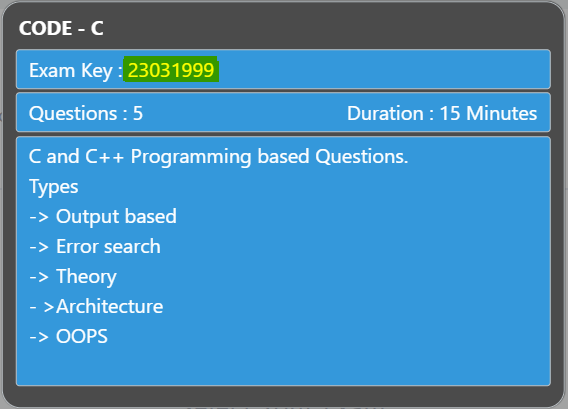 CODE - C
Exam Key : 23031999
Questions : 5
Duration : 15 Minutes
C and C++ Programming based Questions.
Types
-> Output based
-> Error search
-> Theory
- >Architecture
-> OOPS